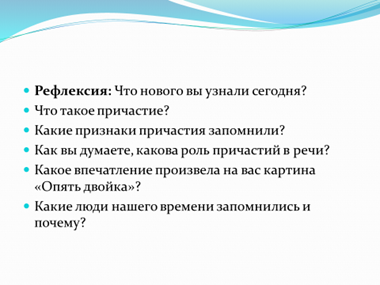 Рефлексия: Что нового вы узнали сегодня?
Что такое причастие?
Какие признаки причастия запомнили?
Как вы думаете, какова роль причастий в речи?
Какое впечатление произвела на вас картина
«Опять двойка»?
Какие люди нашего времени запомнились и
почему?